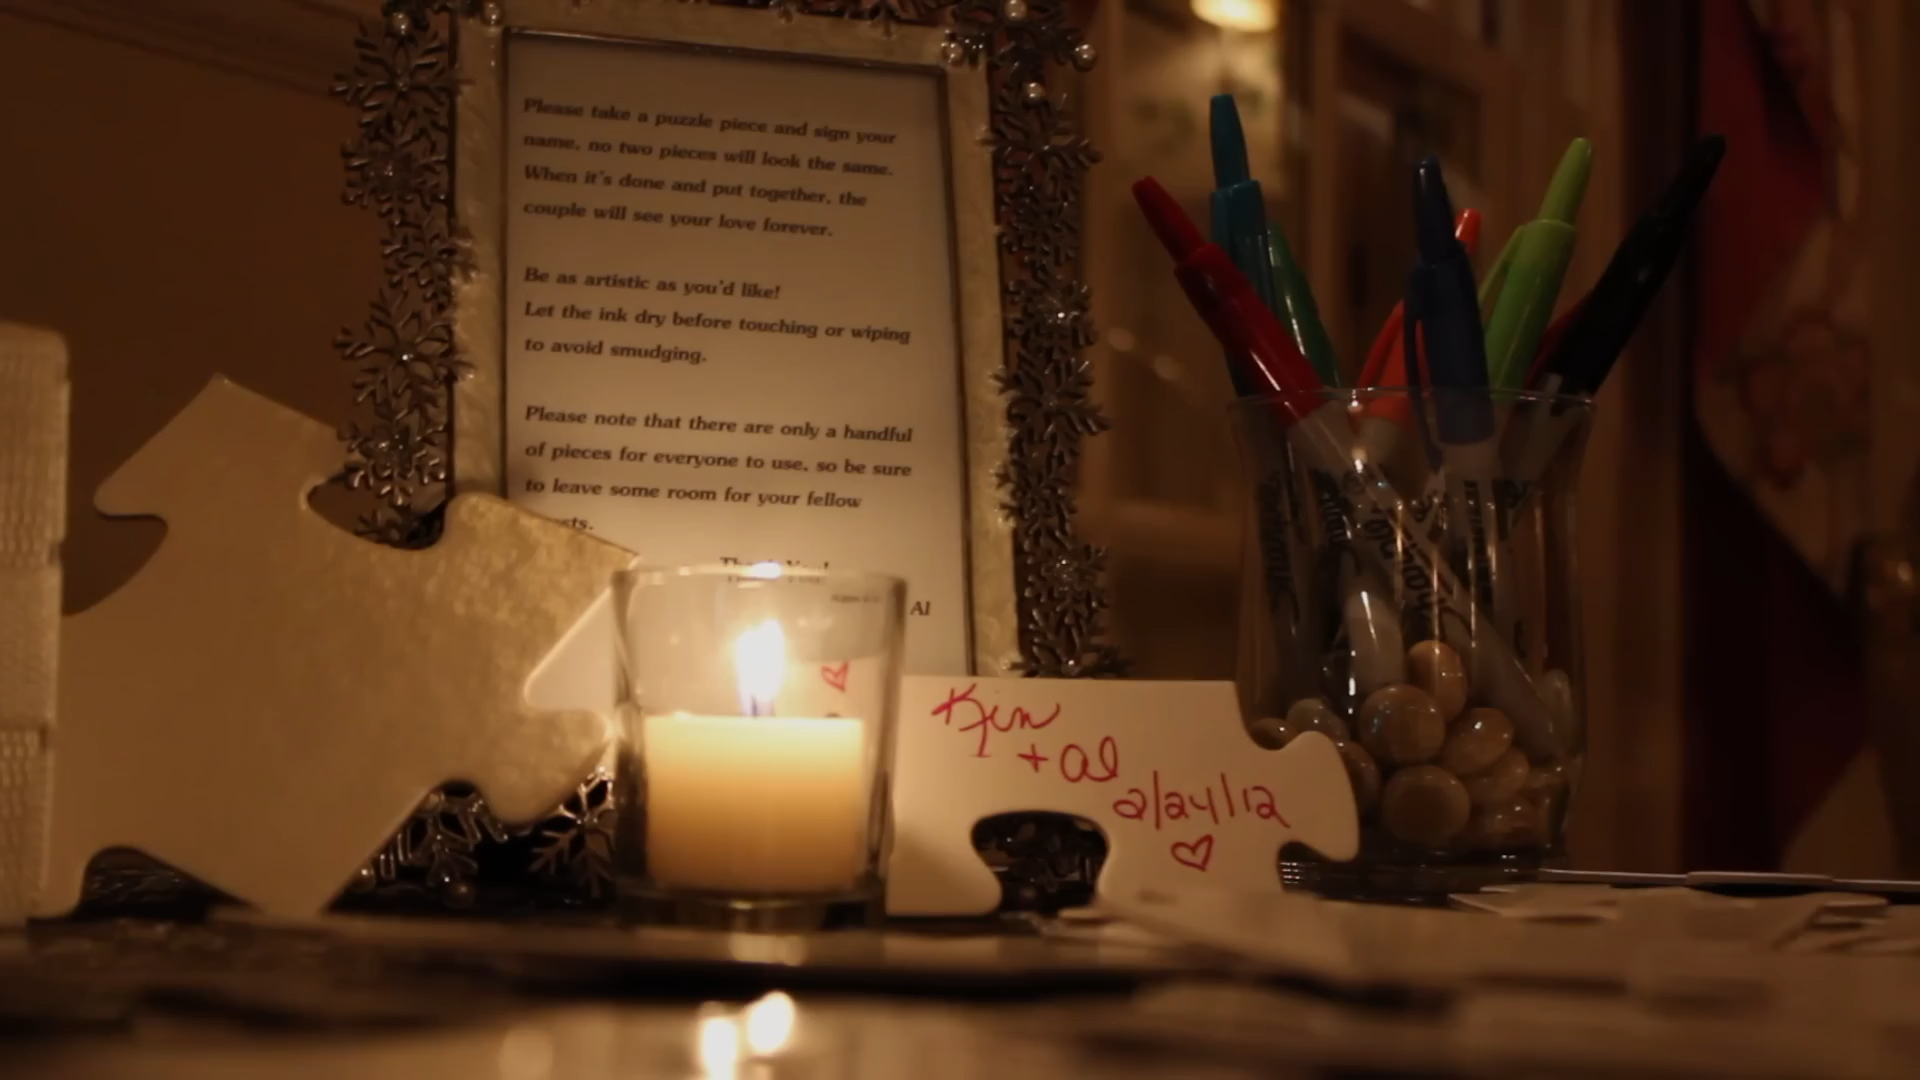 Please take a puzzle piece and sign your
name, no two pieces will look the same.
When it's done and put together, the
couple will see your love forever.
Be as artistic as you'd like!
Let the ink dry before touching or wiping
to avoid smudging.
Please note that there are only a handful
of pieces for everyone to use, so be sure
to leave some room for your fellow
Al
+ al
2/24/12